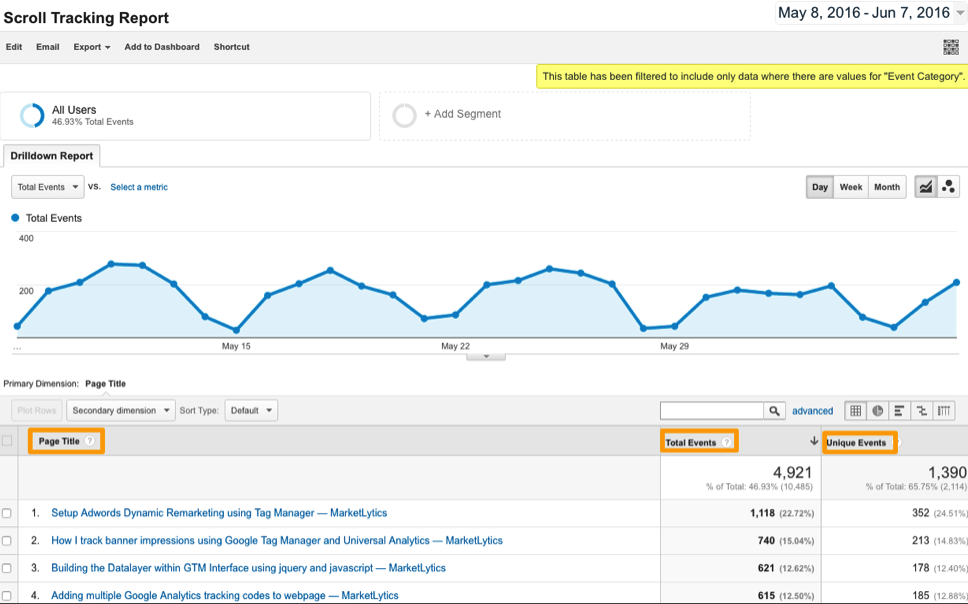 Scroll Tracking Report
May 8, 2016 - Jun 7, 2016
Edit Email Export Add to Dashboard Shortcut
This table has been filtered to include only data where there are values for "Event Category".
All Users
46.93% Total Events
+ Add Segment
Drilldown Report
Total Events VS. Select a metric
Day Week Month
Total Events
400
200
... May 15 May 22 May 29
Primary Dimension: Page Title
Plot Rows Secondary dimension Sort Type: Default advanced
Page Title ? Total Events ? Unique Events
4,921 1,390
% of Total: 46.93% (10,485) % of Total: 65.75% (2,114)
1. Setup Adwords Dynamic Remarketing using Tag Manager — MarketLytics 1,118 (22.72%) 352 (24.51%)
2. How I track banner impressions using Google Tag Manager and Universal Analytics — MarketLytics 740 (15.04%) 213 (14.83%)
3. Building the Datalayer within GTM Interface using jquery and javascript — MarketLytics 621 (12.62%) 178 (12.40%)
4. Adding multiple Google Analytics tracking codes to webpage — MarketLytics 615 (12.50%) 185 (12.88%)